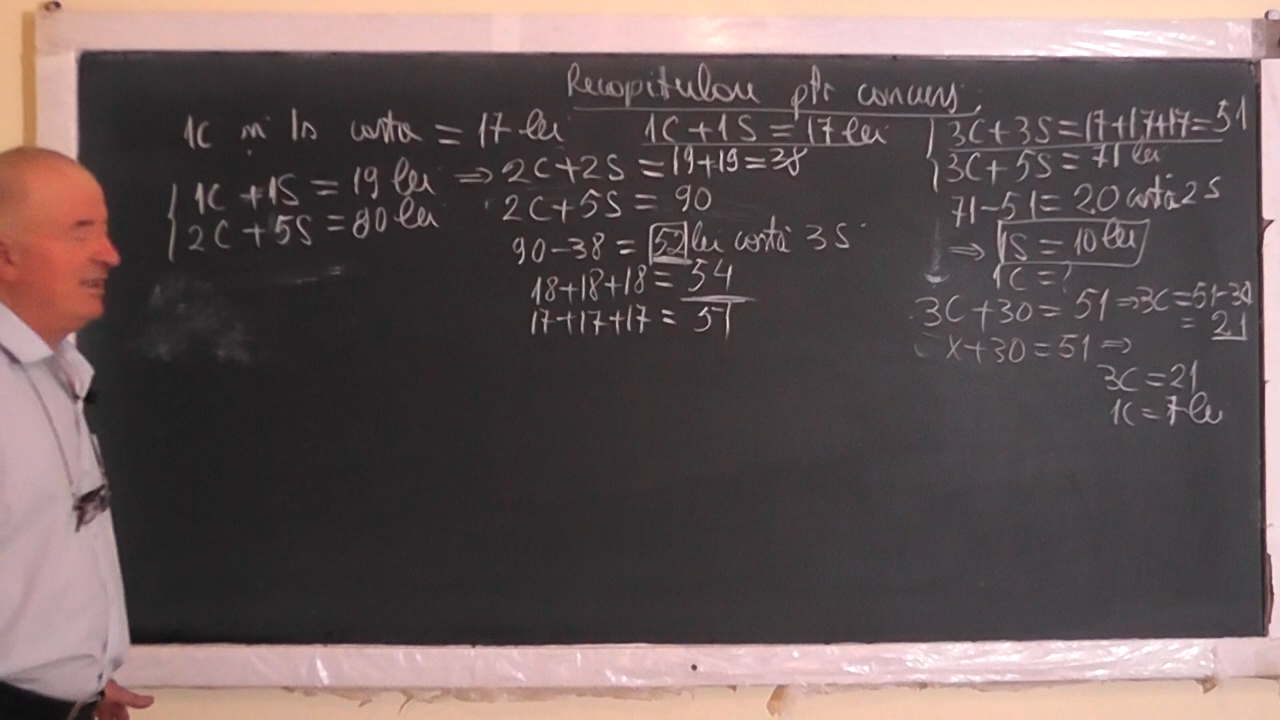 Recapitulare ptr concurs.
1C și 1s costa = 17 lei
1C + 1S = 19 lei
2C + 5S = 80 lei
1C + 1S = 17 lei
⇒ 2C + 2S = 19+19 = 38
2C + 5S = 90
90 - 38 = 52 lei costă 3S
18+18+18 = 54
17+17+17 = 51
3C + 3S = 17+17+17 = 51
3C + 5S = 71 lei
71 - 51 = 20 costă 2S
⇒ 1S = 10 lei
1C = ?
3C + 30 = 51 ⇒ 3C = 51-30
= 21
x + 30 = 51 ⇒
3C = 21
1C = 7 lei